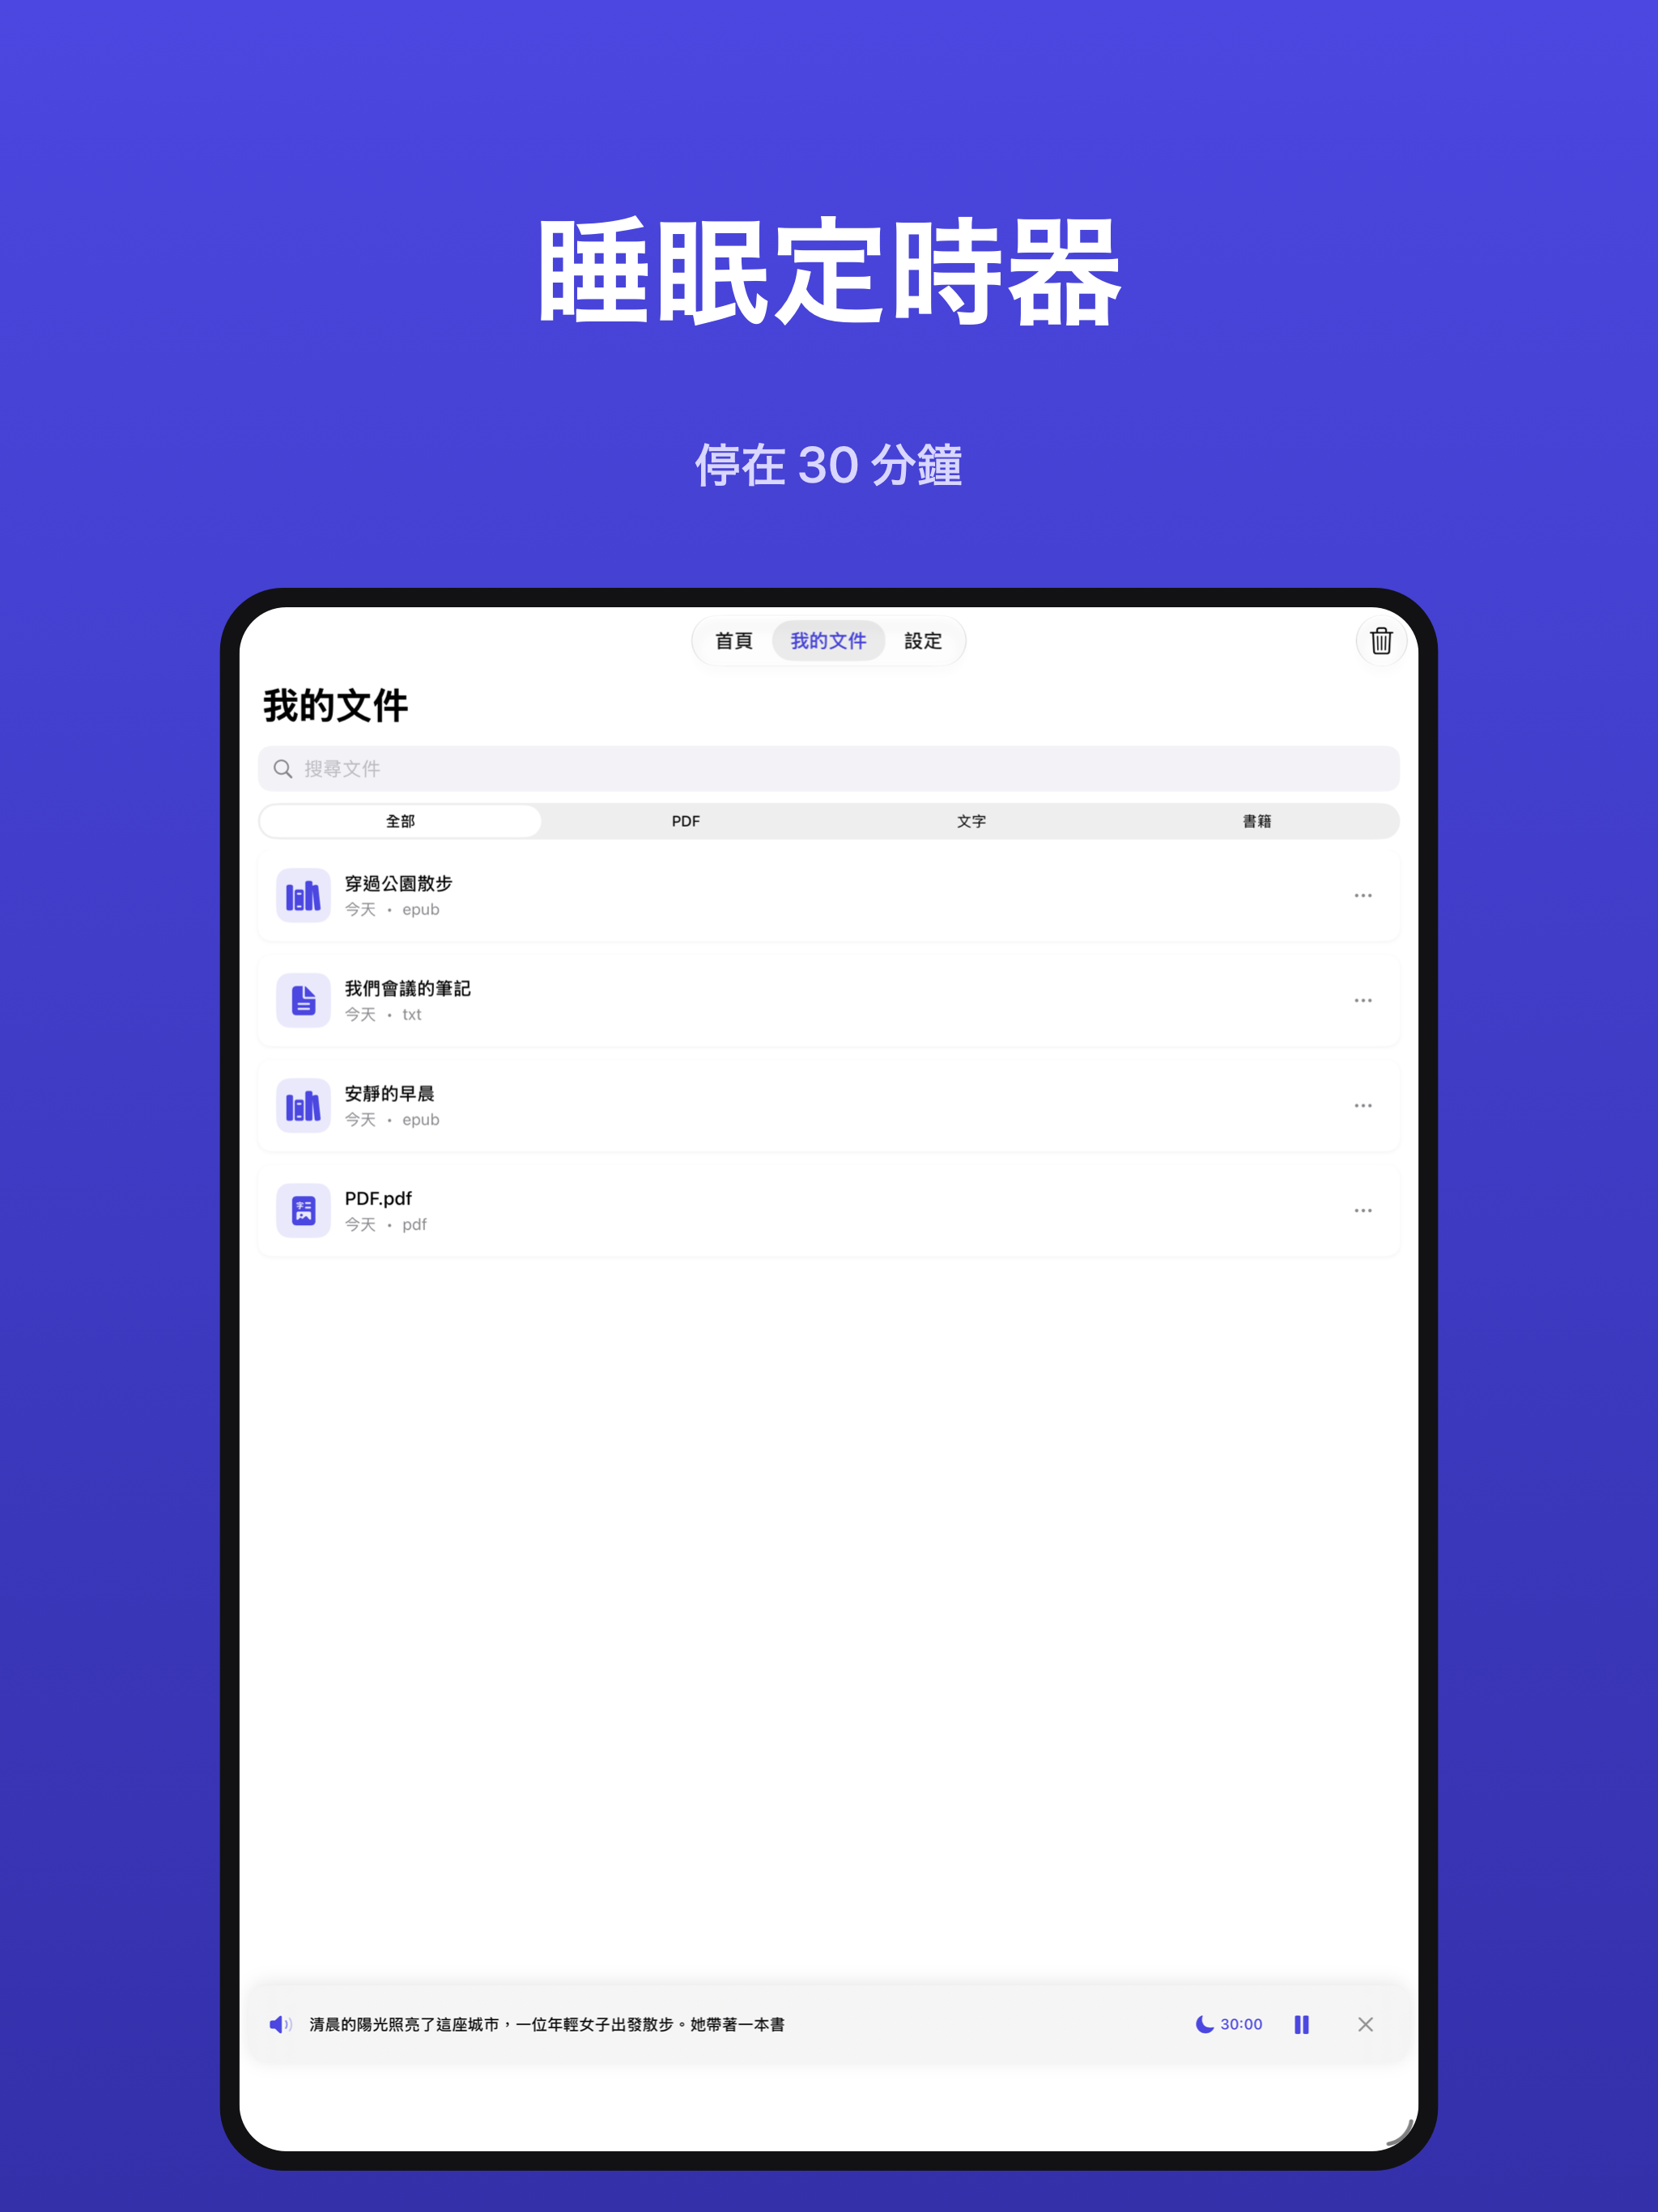 睡眠定時器
停在 30 分鐘
首頁 我的文件 設定
我的文件
搜尋文件
全部 PDF 文字 書籍
穿過公園散步
今天 • epub
我們會議的筆記
今天 • txt
安靜的早晨
今天 • epub
PDF.pdf
今天 • pdf
清晨的陽光照亮了這座城市，一位年輕女子出發散步。她帶著一本書 30:00